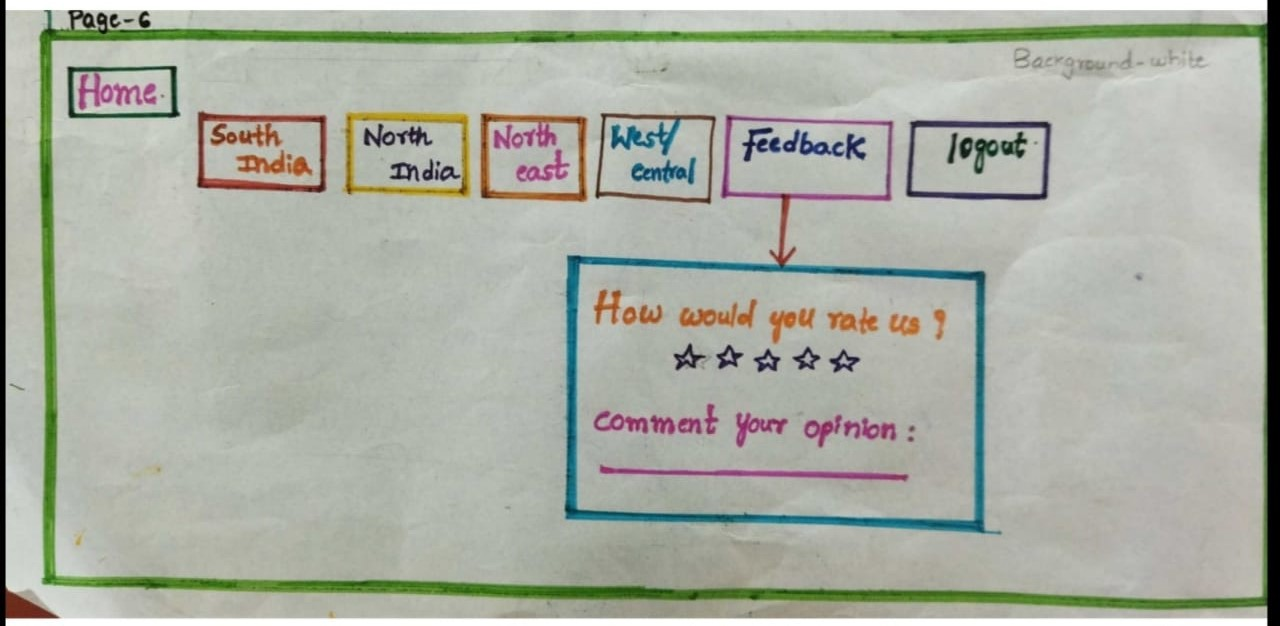 Page-6
Background-white
Home.
South
India
North
India
North
east
West/
Central
Feedback
logout
How would you rate us ?
Comment your opinion :